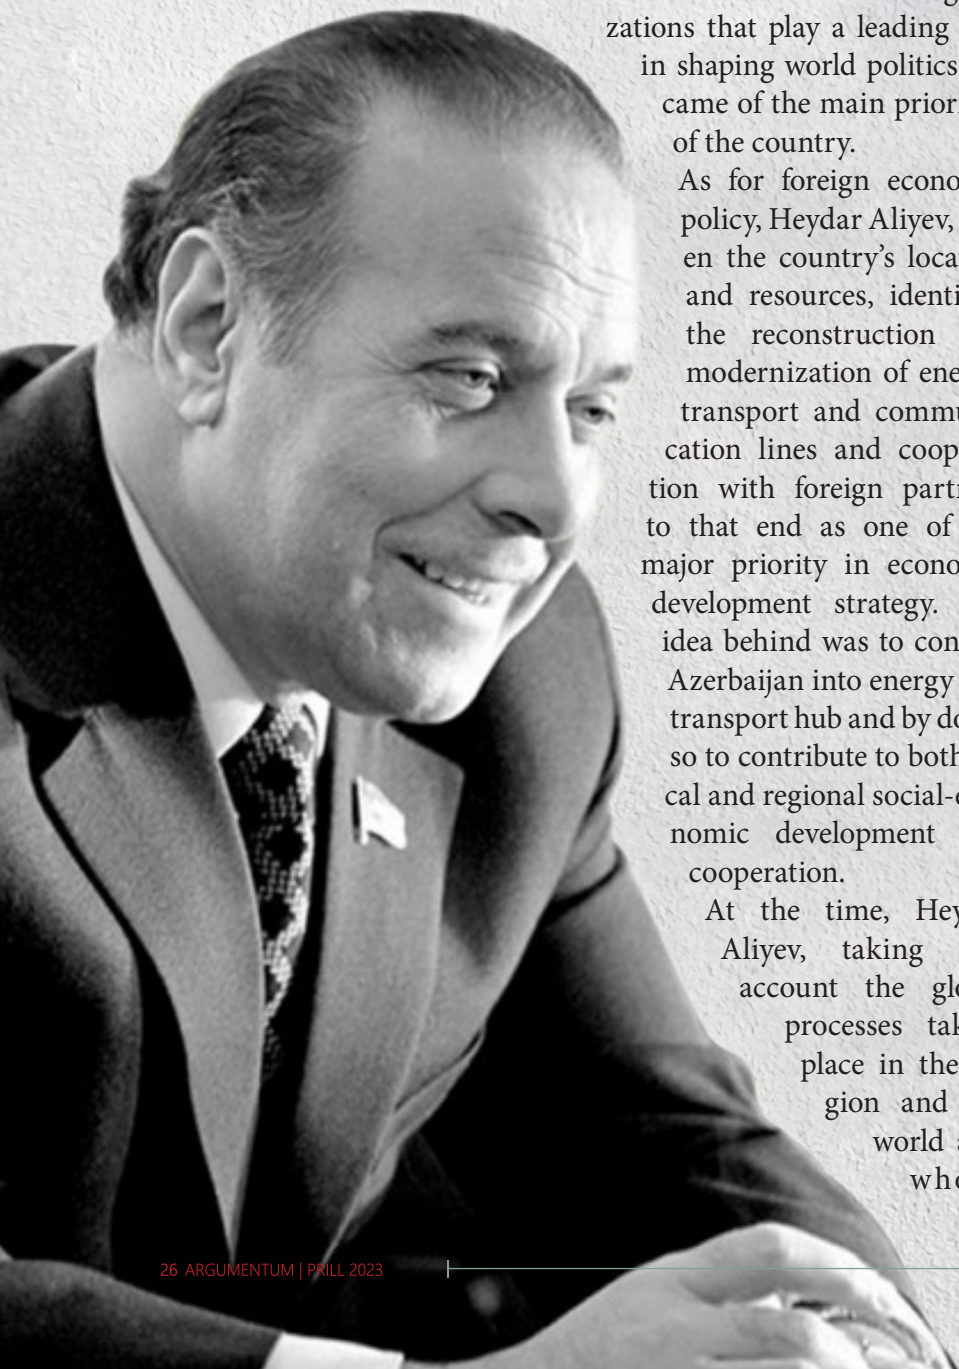 zations that play a leading
in shaping world politics
came of the main prior
of the country.
As for foreign econo
policy, Heydar Aliyev,
en the country's loca
and resources, identi
the reconstruction
modernization of ene
transport and commu
cation lines and coop
tion with foreign part
to that end as one of
major priority in econo
development strategy.
idea behind was to con
Azerbaijan into energy
transport hub and by do
so to contribute to both
cal and regional social-e
nomic development
cooperation.
At the time, Hey
Aliyev, taking
account the glo
processes tak
place in the
gion and
world a
who
26 ARGUMENTUM | PRILL 2023